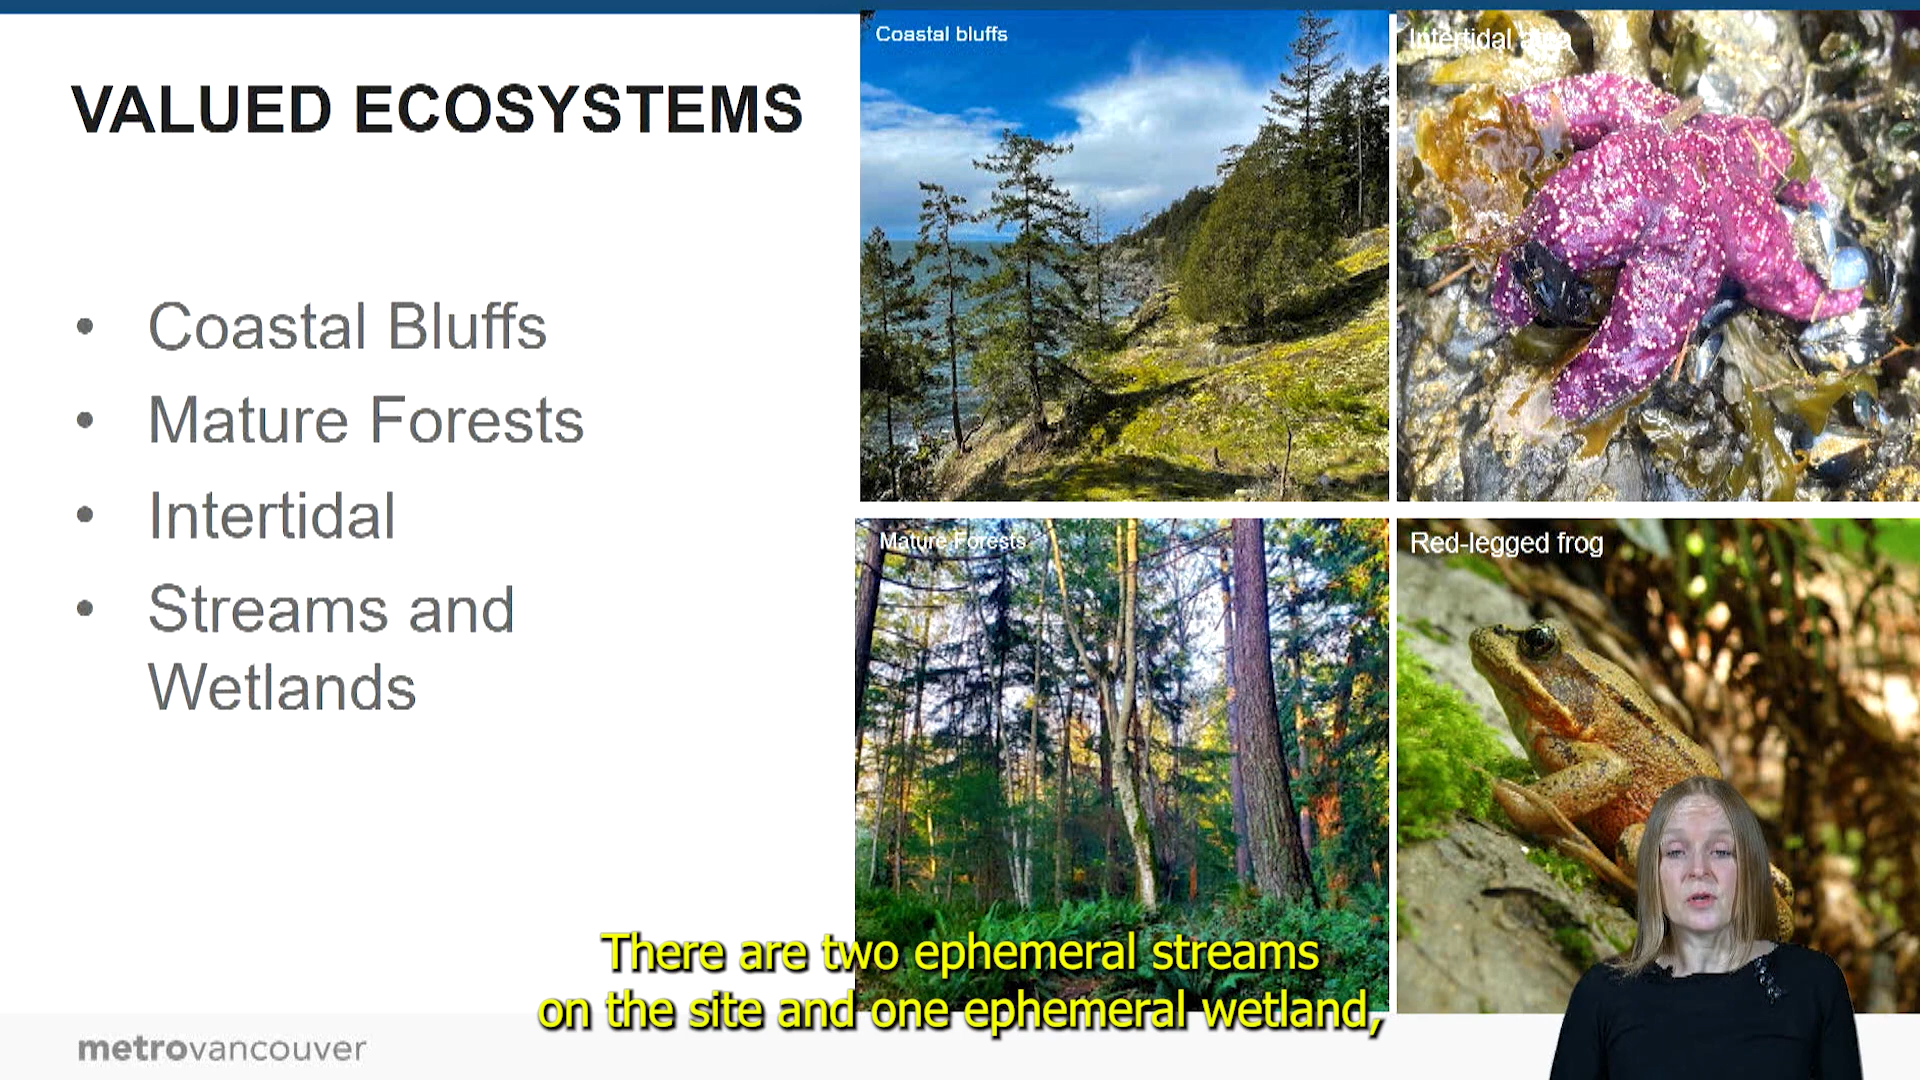 VALUED ECOSYSTEMS
• Coastal Bluffs
• Mature Forests
• Intertidal
• Streams and
Wetlands
Coastal bluffs
Intertidal area
Mature Forests
Red-legged frog
There are two ephemeral streams
on the site and one ephemeral wetland,
metrovancouver